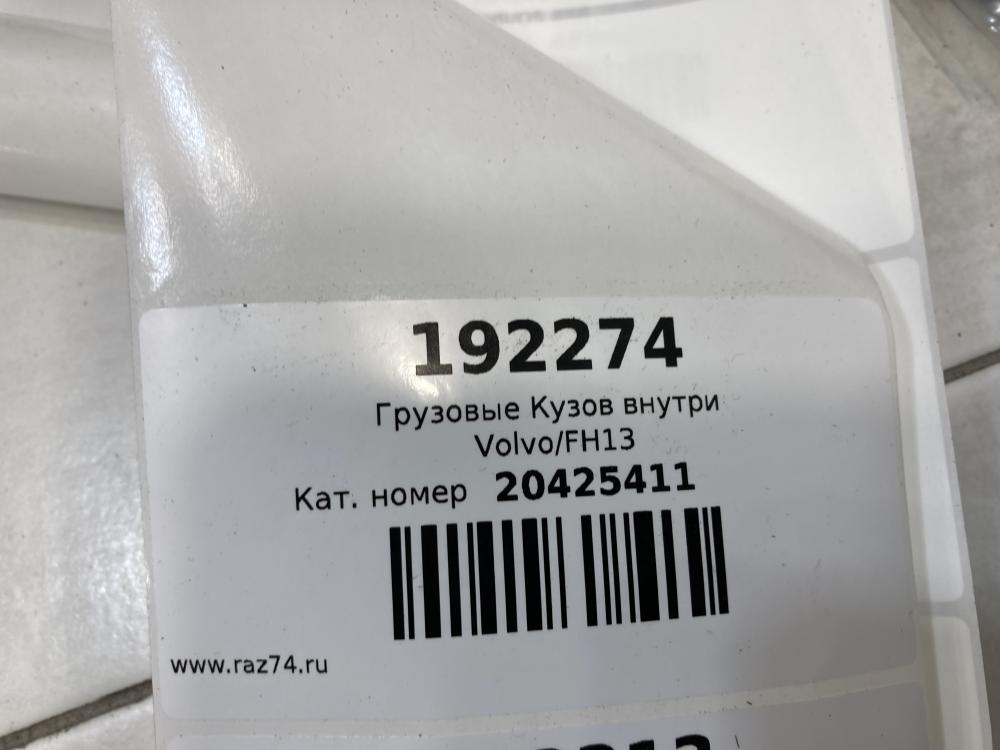 192274
Грузовые Кузов внутри
Volvo/FH13
Кат. номер 20425411
www.raz74.ru